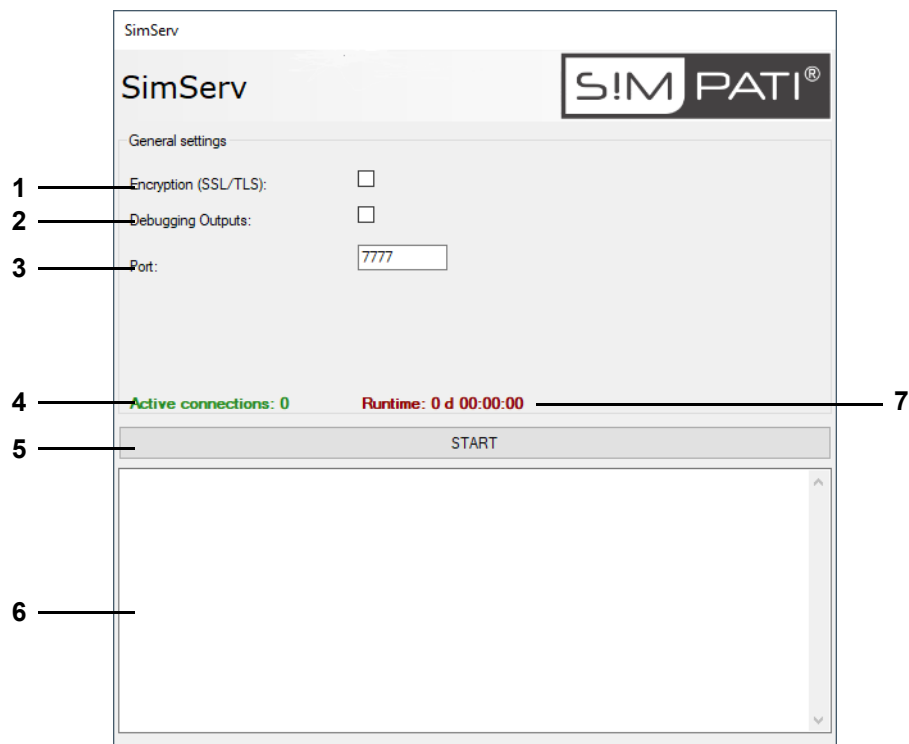 SimServ
SimServ
S!MPATI®
General settings
1 Encryption (SSL/TLS):
2 Debugging Outputs:
3 Port: 7777
4 Active connections: 0 Runtime: 0 d 00:00:00 7
5 START
6